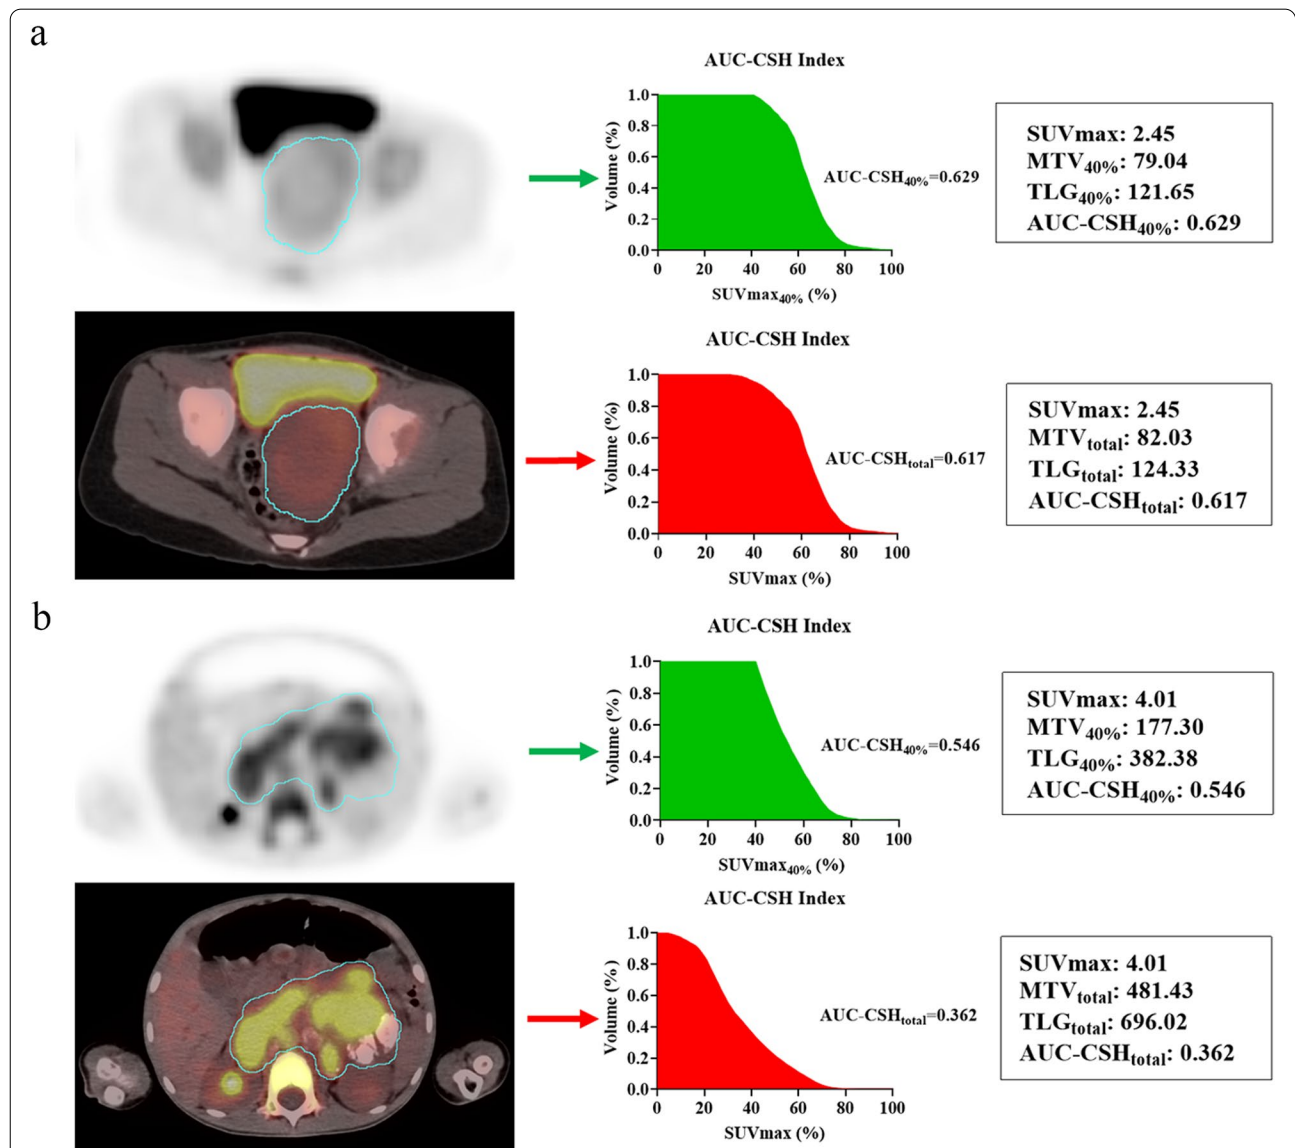 a
AUC-CSH Index
1.0
0.8
0.6
0.4
0.2
0.0
Volume (%)
0 20 40 60 80 100
SUVmax40% (%)
AUC-CSH40%=0.629
SUVmax: 2.45
MTV40%: 79.04
TLG40%: 121.65
AUC-CSH40%: 0.629
AUC-CSH Index
1.0
0.8
0.6
0.4
0.2
0.0
Volume (%)
0 20 40 60 80 100
SUVmax (%)
AUC-CSHtotal=0.617
SUVmax: 2.45
MTVtotal: 82.03
TLGtotal: 124.33
AUC-CSHtotal: 0.617
b
AUC-CSH Index
1.0
0.8
0.6
0.4
0.2
0.0
Volume (%)
0 20 40 60 80 100
SUVmax40% (%)
AUC-CSH40%=0.546
SUVmax: 4.01
MTV40%: 177.30
TLG40%: 382.38
AUC-CSH40%: 0.546
AUC-CSH Index
1.0
0.8
0.6
0.4
0.2
0.0
Volume (%)
0 20 40 60 80 100
SUVmax (%)
AUC-CSHtotal=0.362
SUVmax: 4.01
MTVtotal: 481.43
TLGtotal: 696.02
AUC-CSHtotal: 0.362